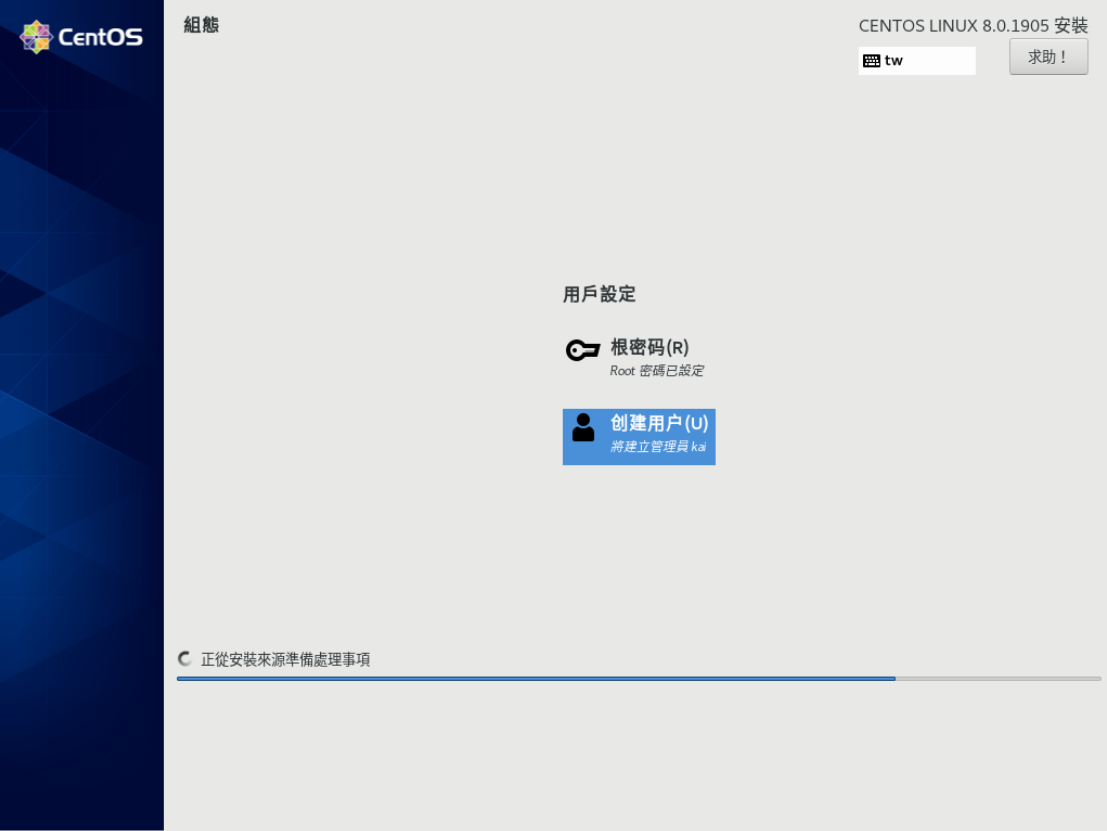 CentOS
組態
CENTOS LINUX 8.0.1905 安裝
tw
求助！
用戶設定
根密码(R)
Root 密碼已設定
创建用户(U)
將建立管理員 kai
正從安裝來源準備處理事項